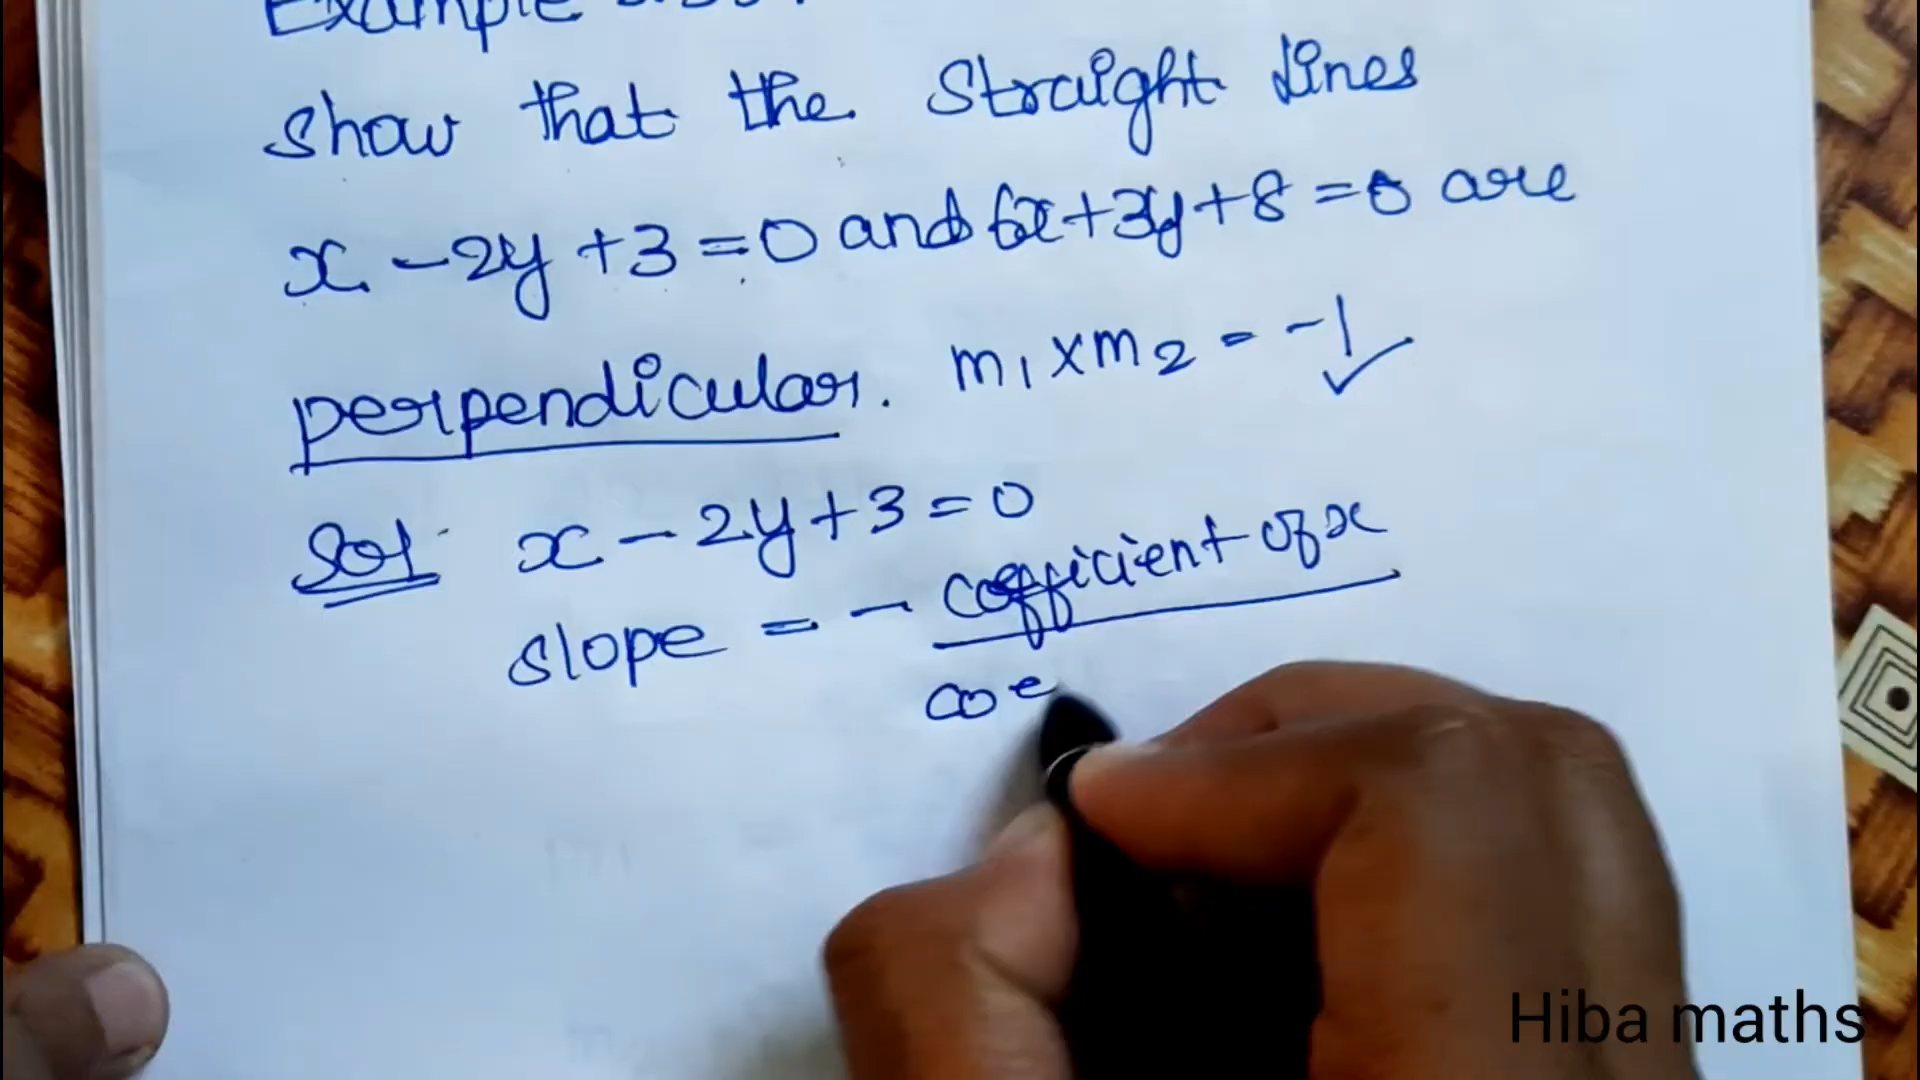 Example
show that the straight lines
x - 2y + 3 = 0 and 6x + 3y + 8 = 0 are
perpendicular. m₁ x m₂ = -1 ✓
Sol. x - 2y + 3 = 0
slope = - coefficient of x
coe
Hiba maths